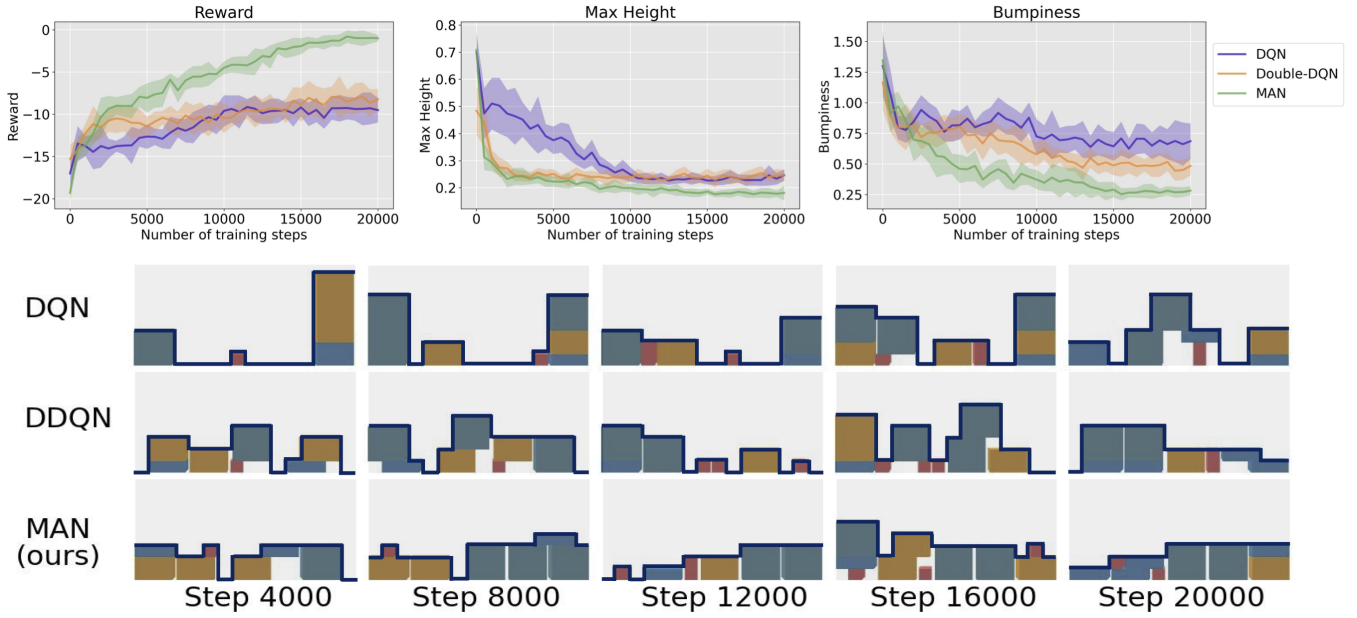 Reward
0
−5
−10
−15
−20
Reward
0
5000
10000
15000
20000
Number of training steps
Max Height
0.8
0.7
0.6
0.5
0.4
0.3
0.2
Max Height
0
5000
10000
15000
20000
Number of training steps
Bumpiness
1.50
1.25
1.00
0.75
0.50
0.25
Bumpiness
0
5000
10000
15000
20000
Number of training steps
DQN
Double-DQN
MAN
DQN
DDQN
MAN
(ours)
Step 4000
Step 8000
Step 12000
Step 16000
Step 20000